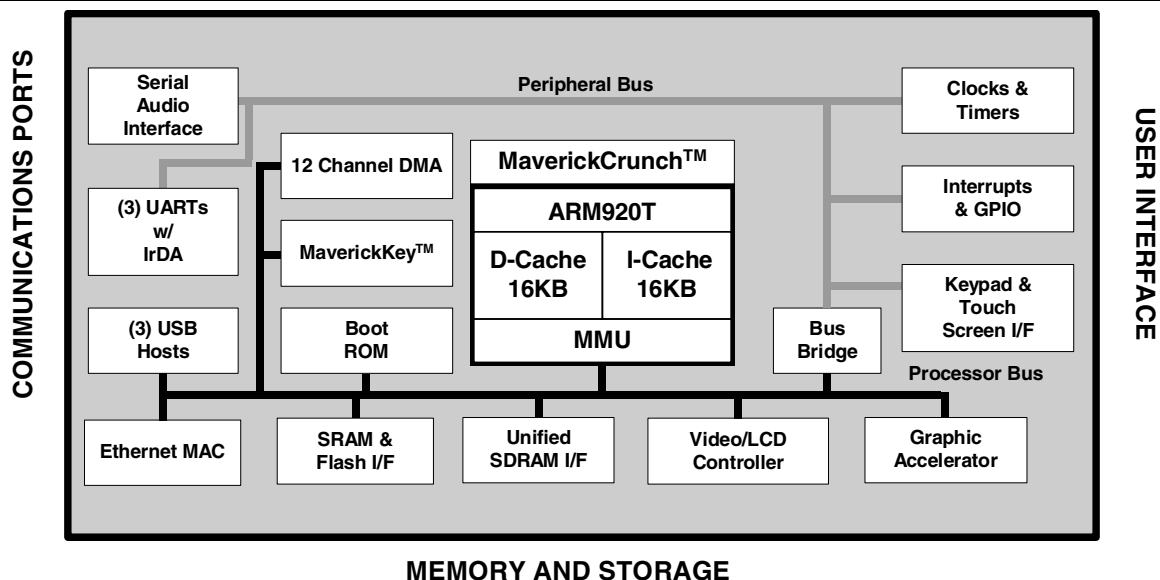 COMMUNICATIONS PORTS
Serial
Audio
Interface
Peripheral Bus
Clocks &
Timers
12 Channel DMA
MaverickCrunch™
(3) UARTs
w/
IrDA
ARM920T
Interrupts
& GPIO
MaverickKey™
D-Cache
16KB
I-Cache
16KB
Keypad &
Touch
Screen I/F
(3) USB
Hosts
Boot
ROM
MMU
Bus
Bridge
Processor Bus
Ethernet MAC
SRAM &
Flash I/F
Unified
SDRAM I/F
Video/LCD
Controller
Graphic
Accelerator
USER INTERFACE
MEMORY AND STORAGE